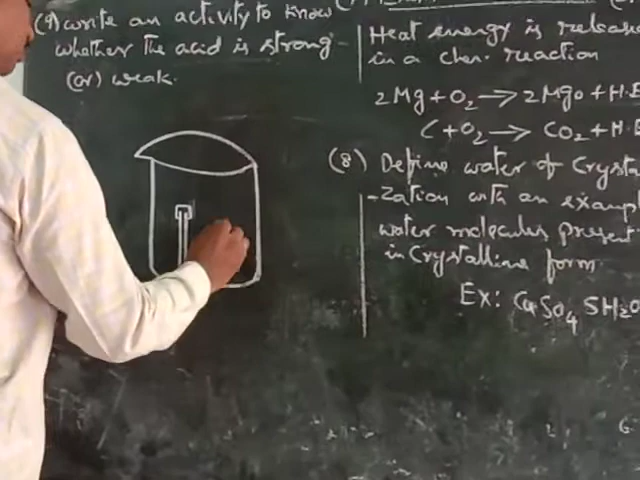 (9) write an activity to know
whether the acid is strong
(or) weak.
Heat energy is release
in a chem. reaction
2Mg + O2 → 2MgO + H.E
C + O2 → CO2 + H.E
(8) Define water of Crysta
-zation with an examp
water molecules present
in Crystalline form
Ex: CuSO4 5H2O